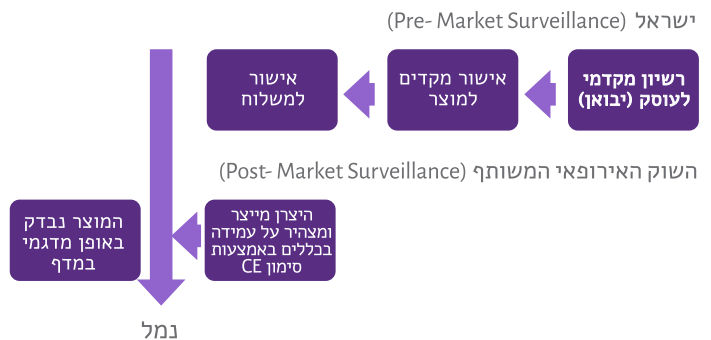 ישראל (Pre- Market Surveillance)
רשיון מקדמי
לעוסק (יבואן)
אישור מקדים
למוצר
אישור
למשלוח
השוק האירופאי המשותף (Post- Market Surveillance)
היצרן מייצר
ומצהיר על עמידה
בכללים באמצעות
סימון CE
המוצר נבדק
באופן מדגמי
במדף
נמל